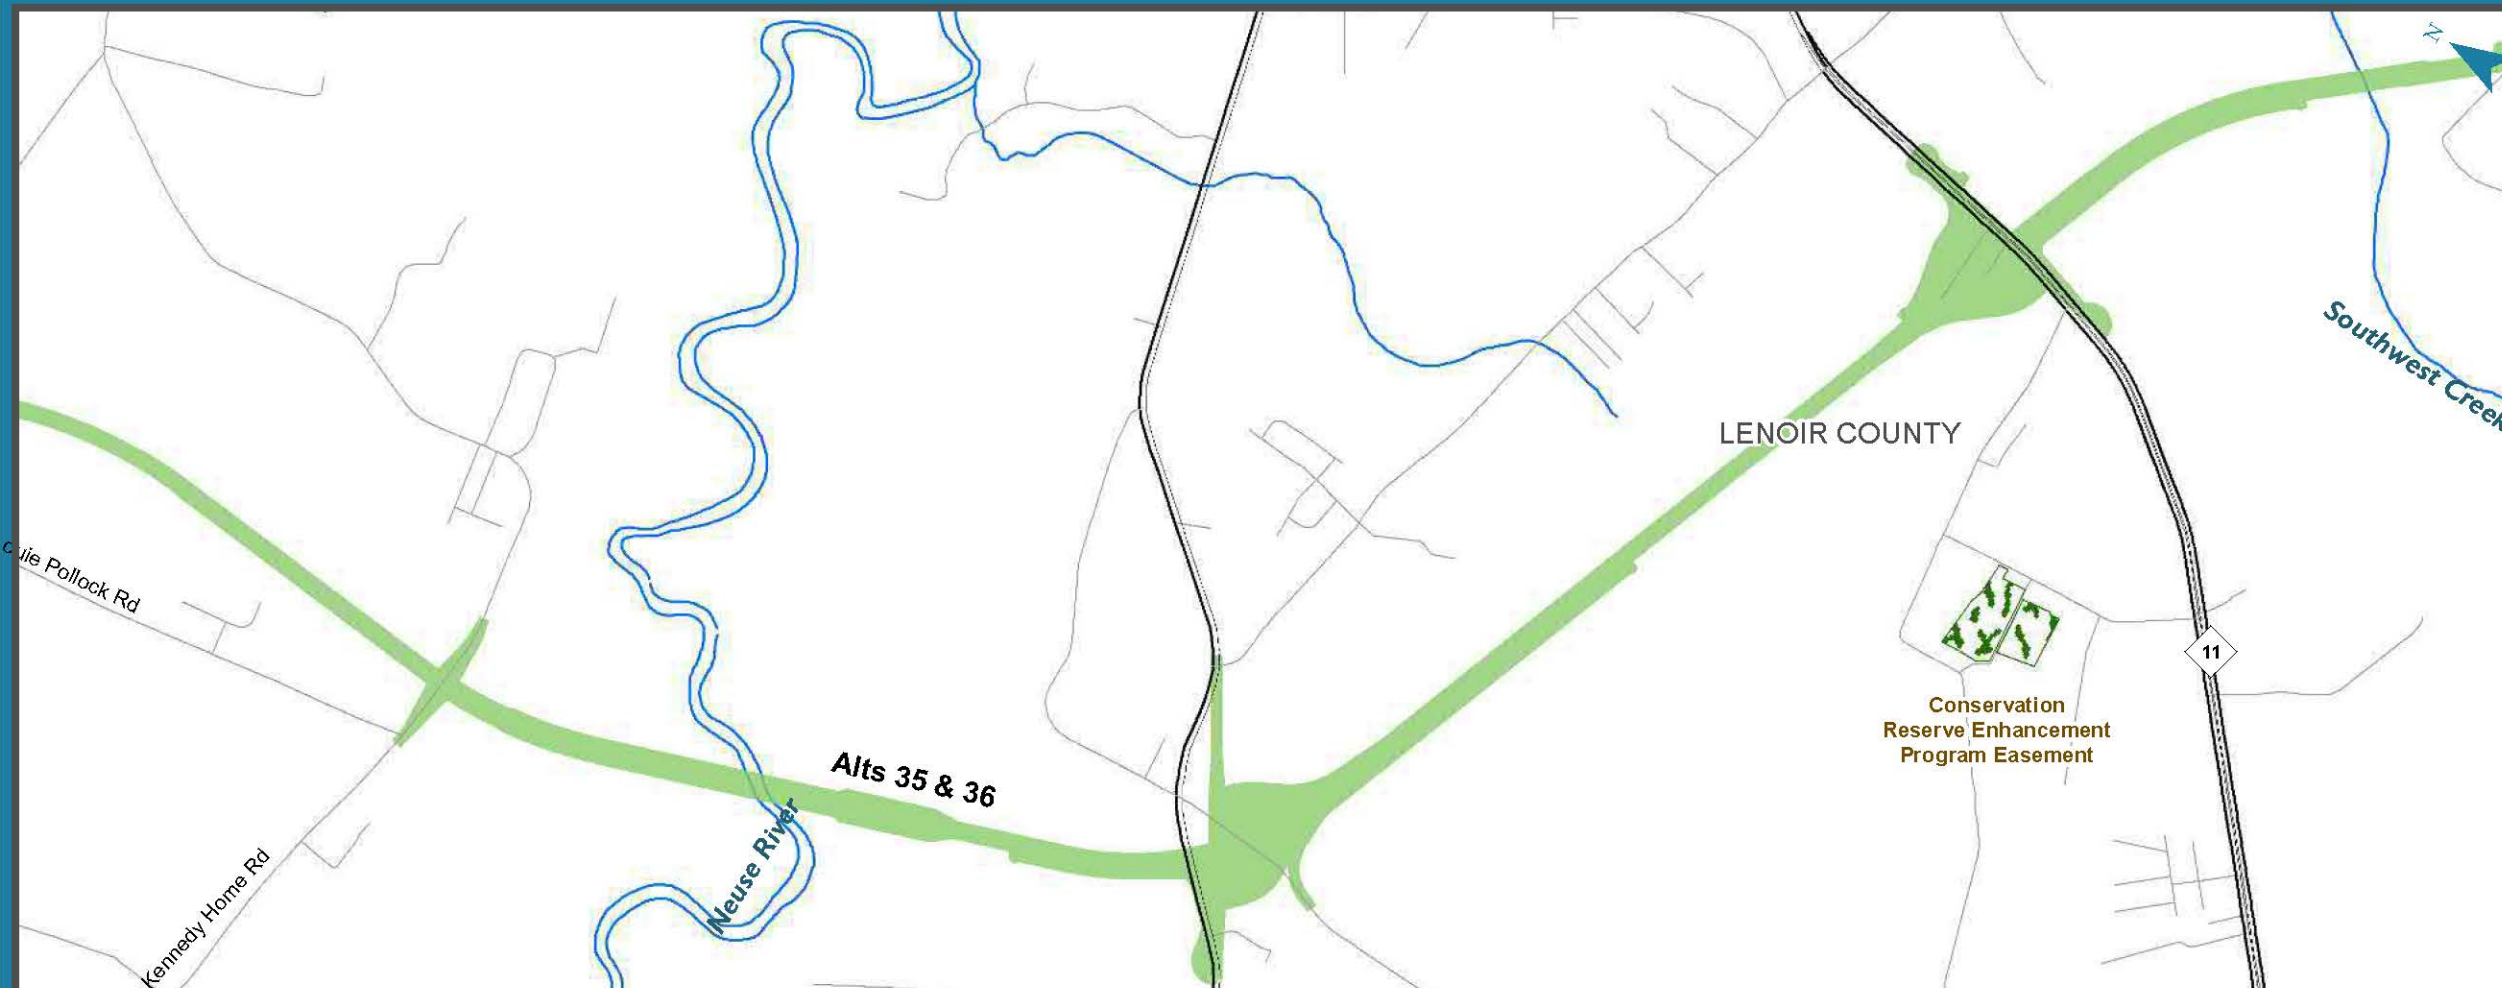 N
Southwest Creek
LENOIR COUNTY
uie Pollock Rd
11
Conservation
Reserve Enhancement
Program Easement
Alts 35 & 36
Neuse River
Kennedy Home Rd